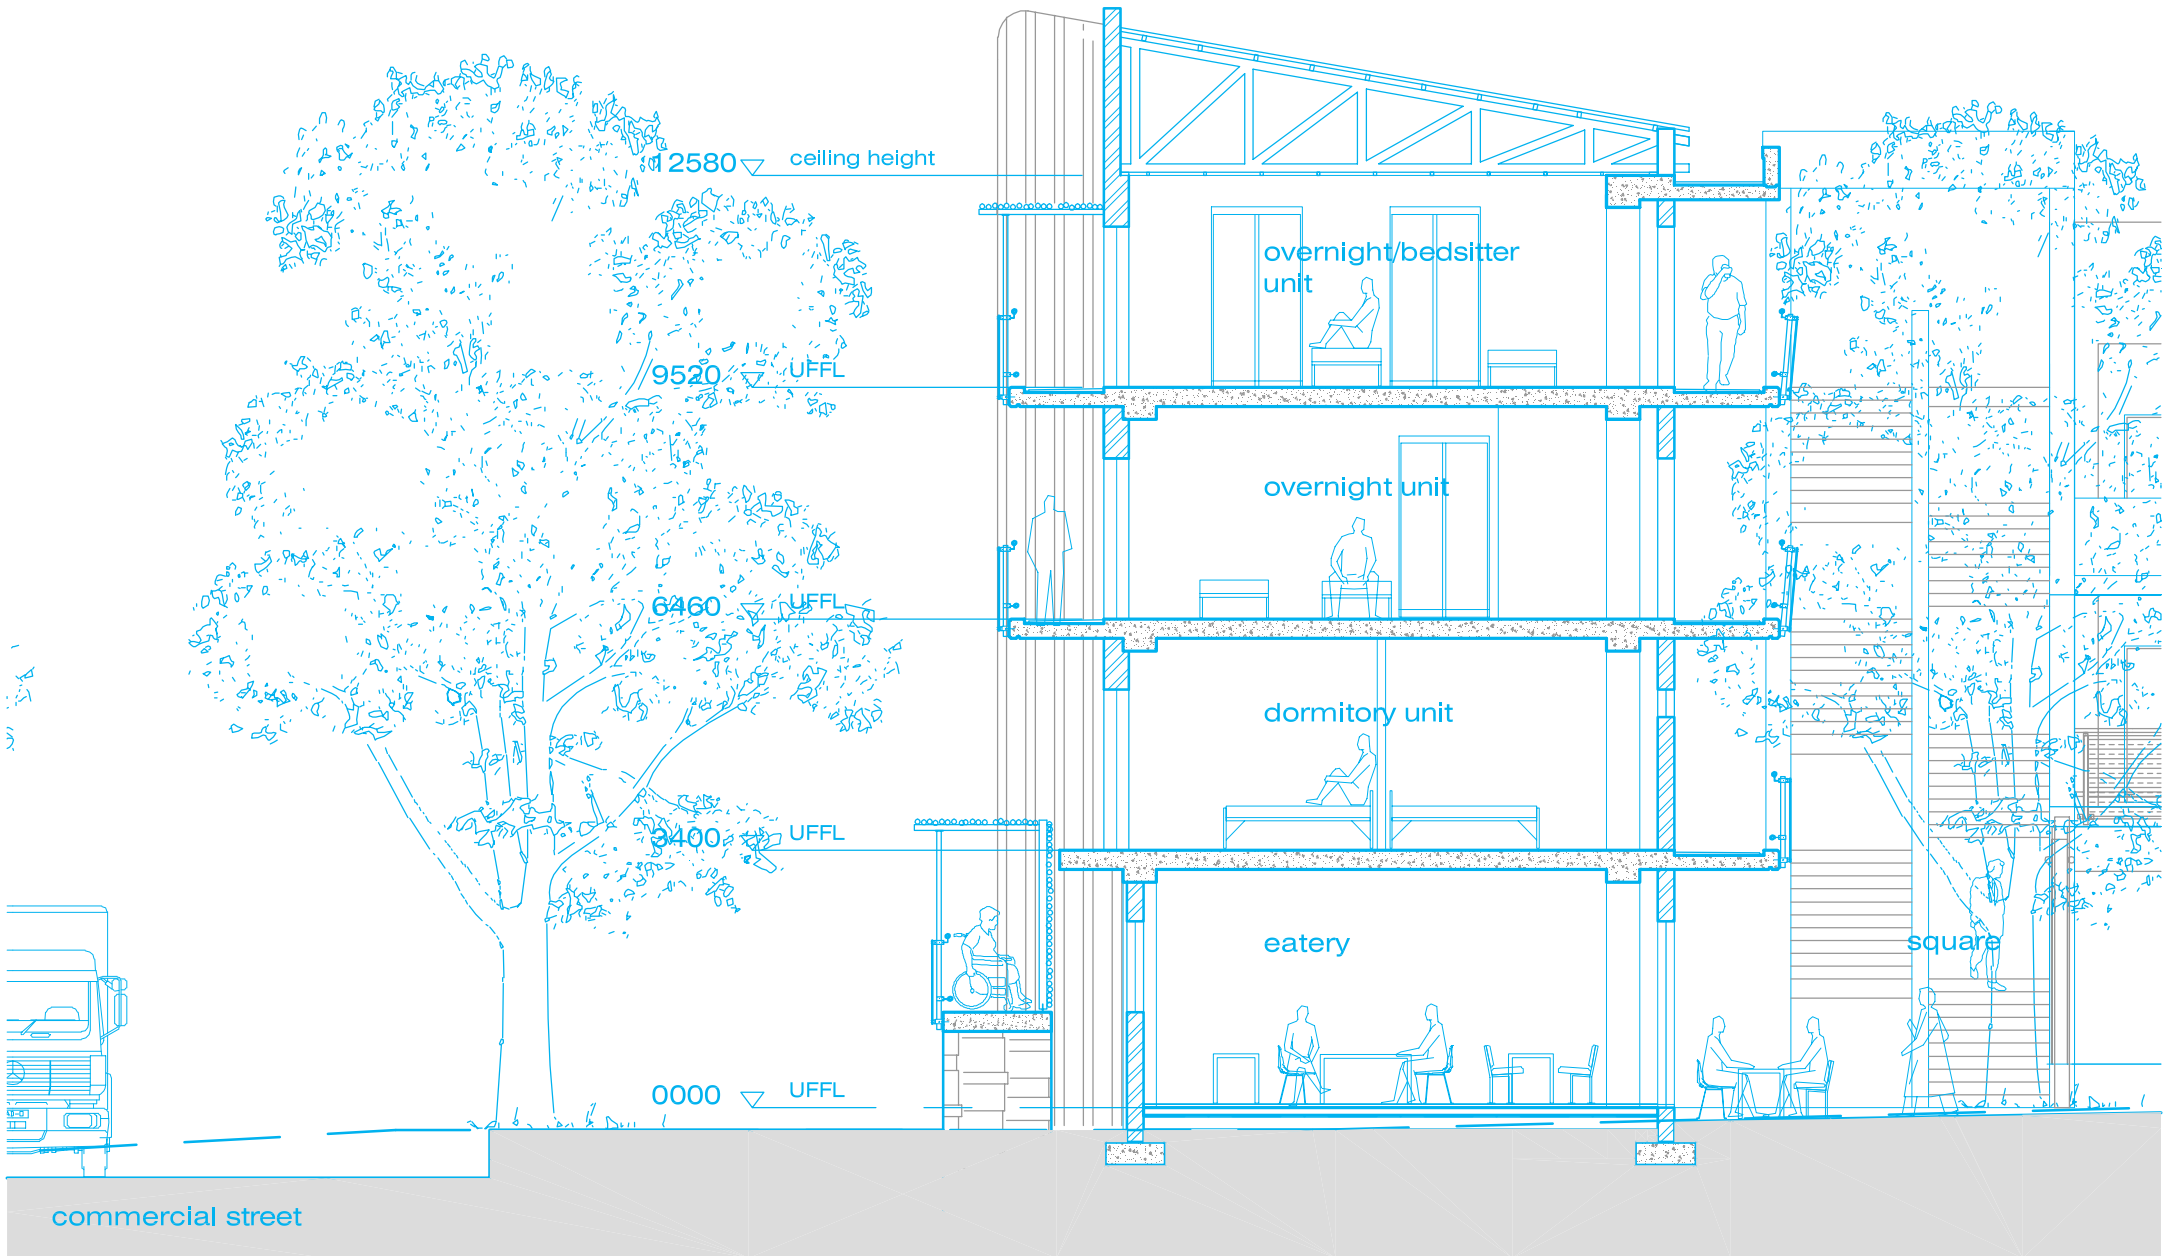 12580 ceiling height
overnight/bedsitter
unit
9520 UFFL
overnight unit
6460 UFFL
dormitory unit
3400 UFFL
eatery
square
0000 UFFL
commercial street